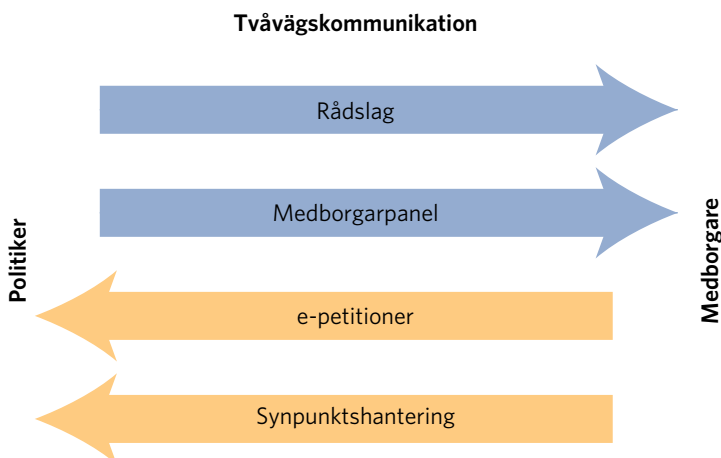 Tvåvägskommunikation
Rådslag
Medborgarpanel
Politiker
Medborgare
e-petitioner
Synpunktshantering